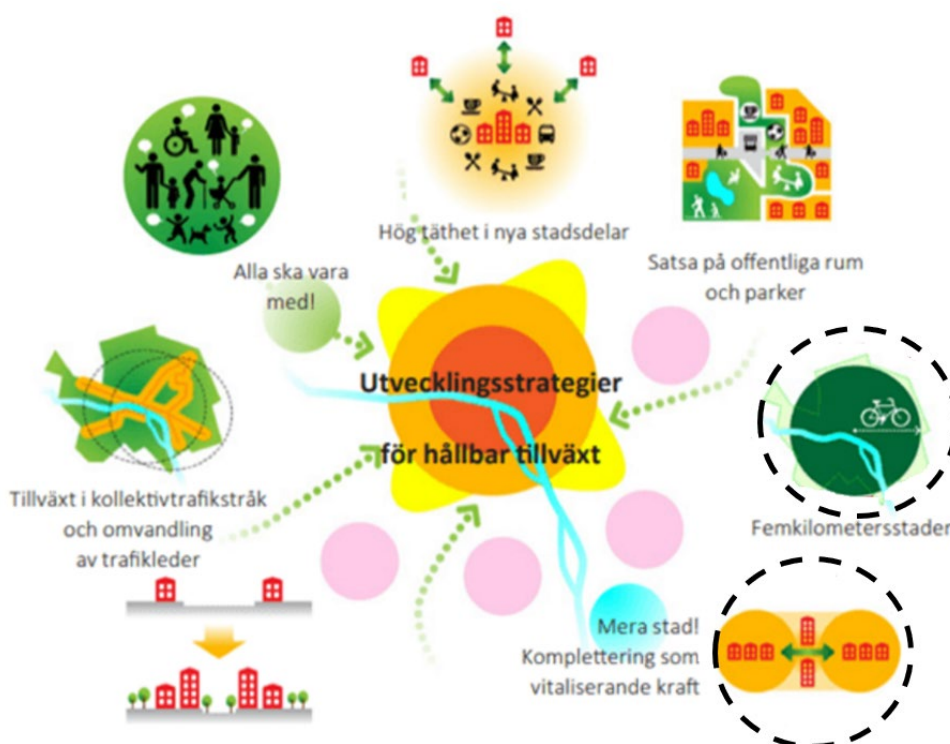 Hög täthet i nya stadsdelar
Alla ska vara
med!
Satsa på offentliga rum
och parker
Utvecklingsstrategier
för hållbar tillväxt
Tillväxt i kollektivtrafikstråk
och omvandling
av trafikleder
Femkilometersstaden
Mera stad!
Komplettering som
vitaliserande kraft